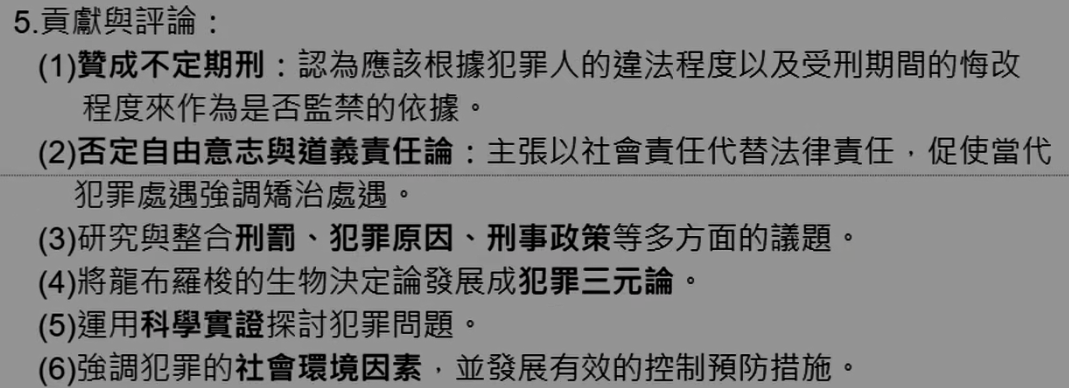 5.貢獻與評論：
(1)贊成不定期刑：認為應該根據犯罪人的違法程度以及受刑期間的悔改
程度來作為是否監禁的依據。
(2)否定自由意志與道義責任論：主張以社會責任代替法律責任，促使當代
犯罪處遇強調矯治處遇。
(3)研究與整合刑罰、犯罪原因、刑事政策等多方面的議題。
(4)將龍布羅梭的生物決定論發展成犯罪三元論。
(5)運用科學實證探討犯罪問題。
(6)強調犯罪的社會環境因素，並發展有效的控制預防措施。